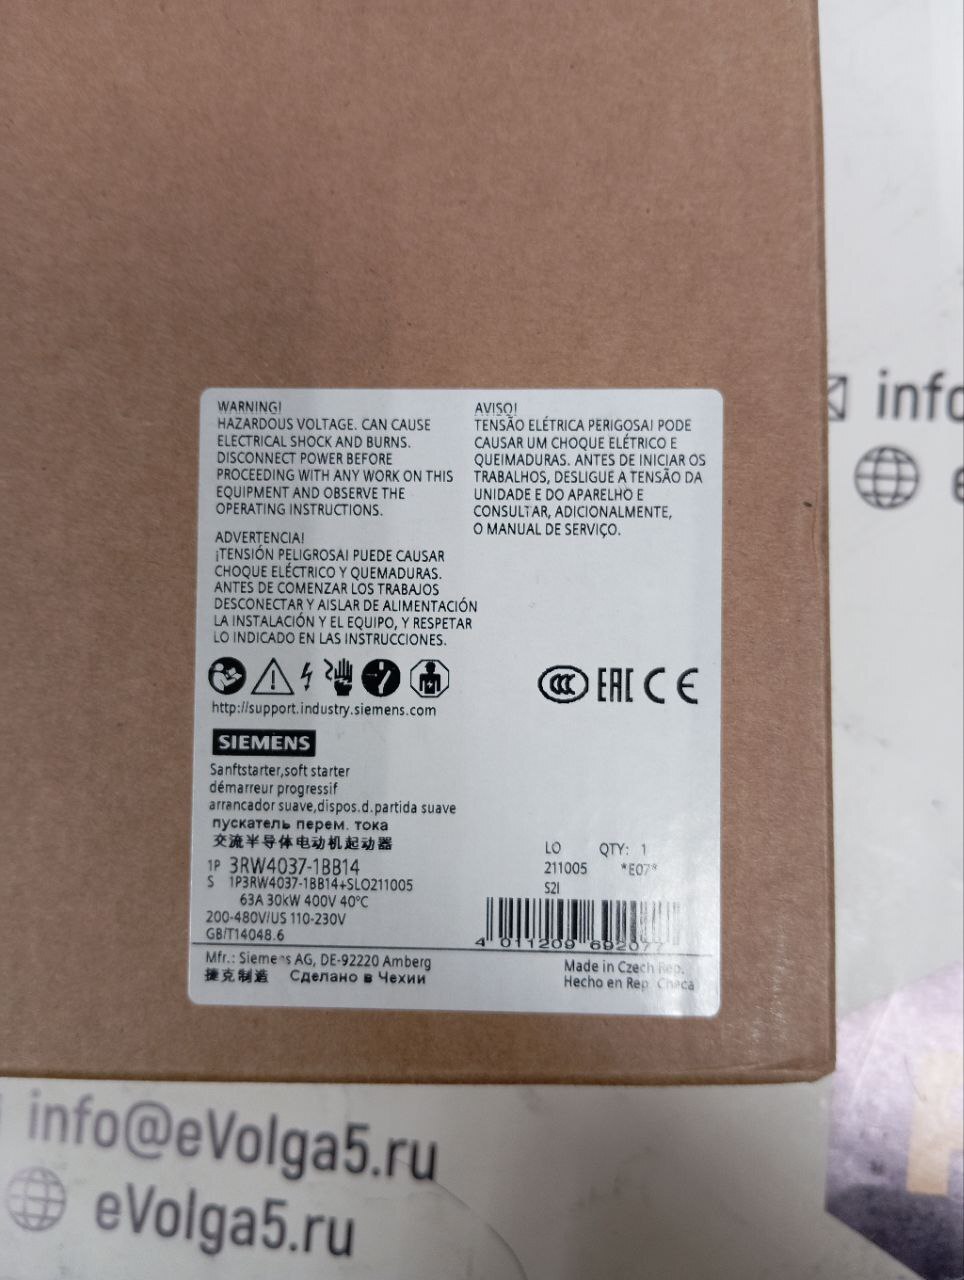 WARNING!
HAZARDOUS VOLTAGE. CAN CAUSE
ELECTRICAL SHOCK AND BURNS.
DISCONNECT POWER BEFORE
PROCEEDING WITH ANY WORK ON THIS
EQUIPMENT AND OBSERVE THE
OPERATING INSTRUCTIONS.
ADVERTENCIA!
¡TENSIÓN PELIGROSA! PUEDE CAUSAR
CHOQUE ELÉCTRICO Y QUEMADURAS.
ANTES DE COMENZAR LOS TRABAJOS
DESCONECTAR Y AISLAR DE ALIMENTACIÓN
LA INSTALACIÓN Y EL EQUIPO, Y RESPETAR
LO INDICADO EN LAS INSTRUCCIONES.
AVISO!
TENSÃO ELÉTRICA PERIGOSA! PODE
CAUSAR UM CHOQUE ELÉTRICO E
QUEIMADURAS. ANTES DE INICIAR OS
TRABALHOS, DESLIGUE A TENSÃO DA
UNIDADE E DO APARELHO E
CONSULTAR, ADICIONALMENTE,
O MANUAL DE SERVIÇO.
CCC EAC CE
http://support.industry.siemens.com
SIEMENS
Sanftstarter,soft starter
démarreur progressif
arrancador suave,dispos.d.partida suave
пускатель перем. тока
交流半导体电动机起动器
1P 3RW4037-1BB14
S 1P3RW4037-1BB14+SLO211005
63A 30kW 400V 40°C
200-480V/US 110-230V
GB/T14048.6
LO QTY: 1
211005 *E07*
S2I
4 011209 692077
Mfr.: Siemens AG, DE-92220 Amberg
捷克制造 Сделано в Чехии
Made in Czech Rep.
Hecho en Rep. Checa
info
e
info@eVolga5.ru
eVolga5.ru